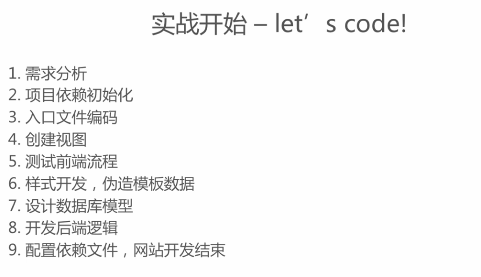 实战开始 – let’s code!
1. 需求分析
2. 项目依赖初始化
3. 入口文件编码
4. 创建视图
5. 测试前端流程
6. 样式开发，伪造模板数据
7. 设计数据库模型
8. 开发后端逻辑
9. 配置依赖文件，网站开发结束